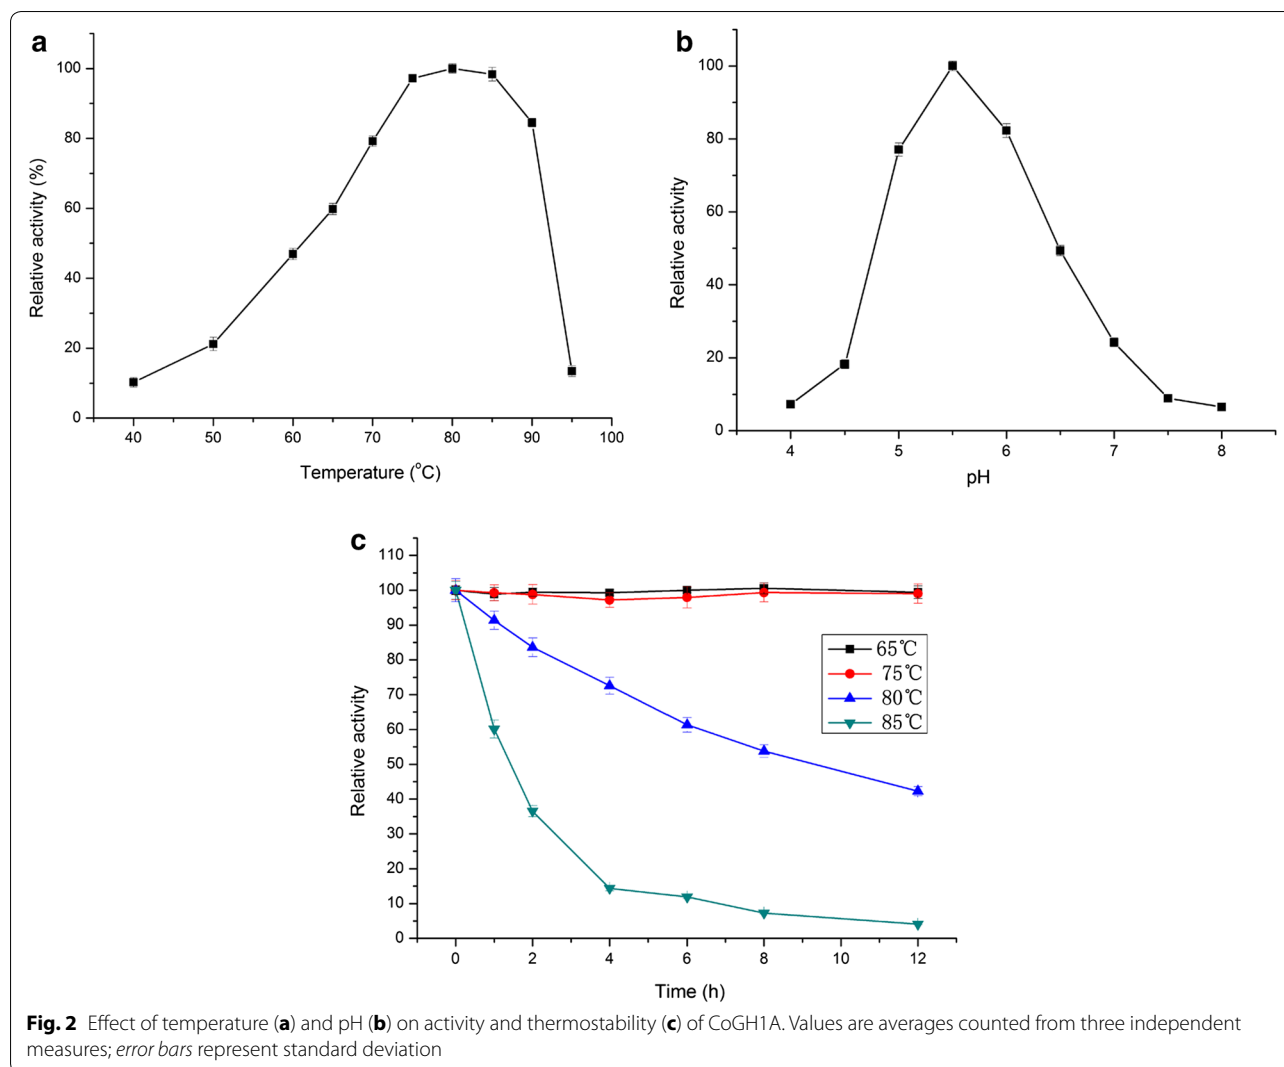 a
100
80
60
40
20
0
Relative activity (%)
40 50 60 70 80 90 100
Temperature (°C)
b
100
80
60
40
20
0
Relative activity
4 5 6 7 8
pH
c
110
100
90
80
70
60
50
40
30
20
10
0
Relative activity
65℃
75℃
80℃
85℃
0 2 4 6 8 10 12
Time (h)
Fig. 2 Effect of temperature (a) and pH (b) on activity and thermostability (c) of CoGH1A. Values are averages counted from three independent
measures; error bars represent standard deviation